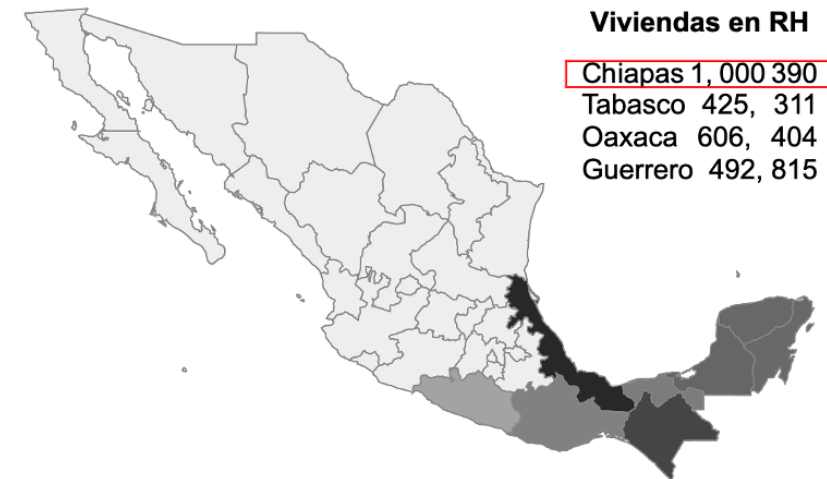 Viviendas en RH
Chiapas 1, 000 390
Tabasco 425, 311
Oaxaca 606, 404
Guerrero 492, 815